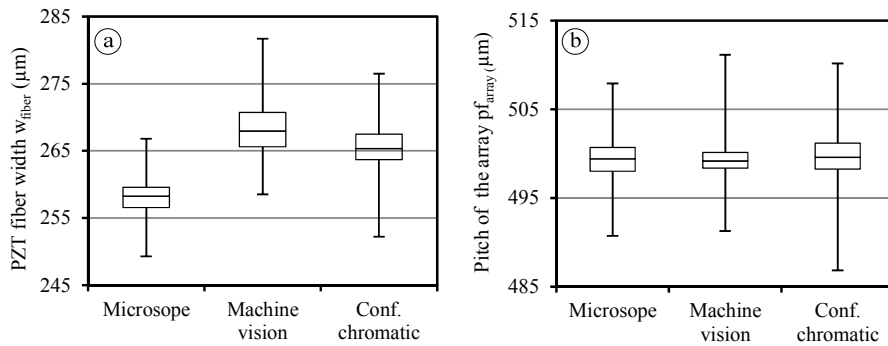 a
PZT fiber width w_fiber (µm)
285
275
265
255
245
Microsope
Machine
vision
Conf.
chromatic
b
Pitch of the array pf_array (µm)
515
505
495
485
Microsope
Machine
vision
Conf.
chromatic